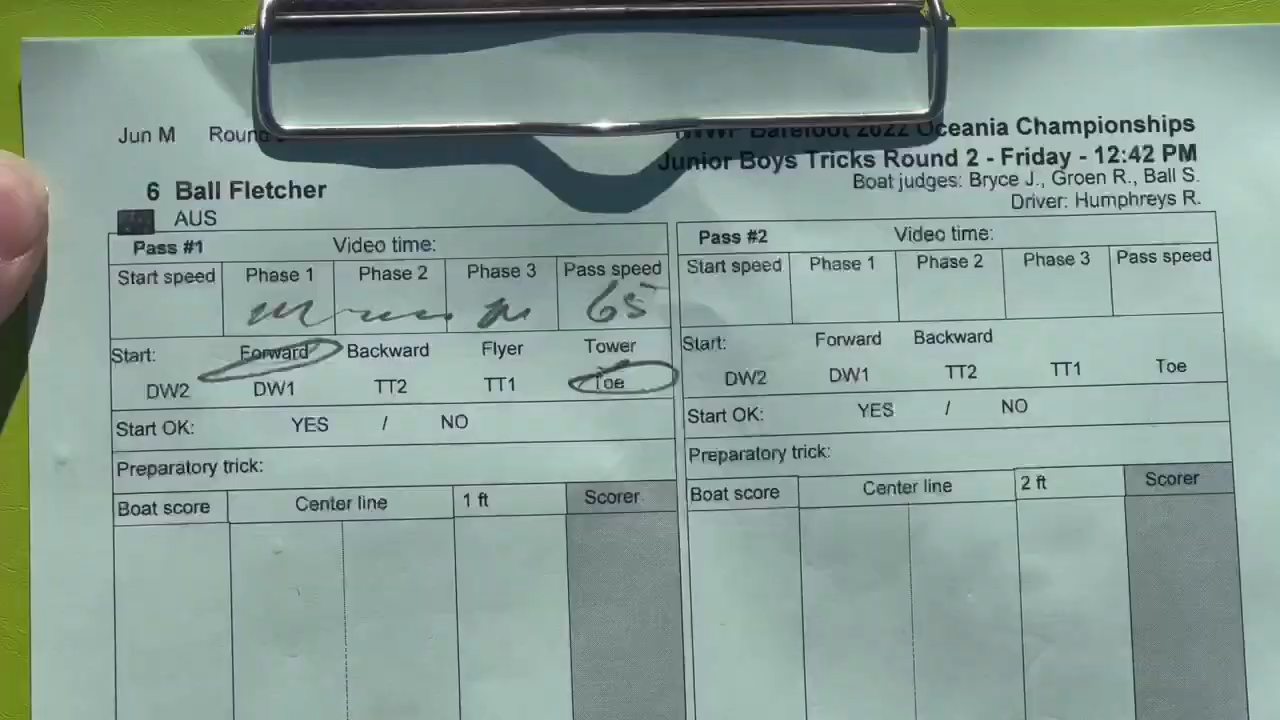 Jun M Round
Barefoot 2022 Oceania Championships
Junior Boys Tricks Round 2 - Friday - 12:42 PM
6 Ball Fletcher
Boat judges: Bryce J., Groen R., Ball S.
AUS
Driver: Humphreys R.
Pass #1 Video time:
Start speed Phase 1 Phase 2 Phase 3 Pass speed
65
Start: Forward Backward Flyer Tower
DW2 DW1 TT2 TT1 Toe
Start OK: YES / NO
Preparatory trick:
Boat score Center line 1 ft Scorer
Pass #2 Video time:
Start speed Phase 1 Phase 2 Phase 3 Pass speed
Start: Forward Backward
DW2 DW1 TT2 TT1 Toe
Start OK: YES / NO
Preparatory trick:
Boat score Center line 2 ft Scorer